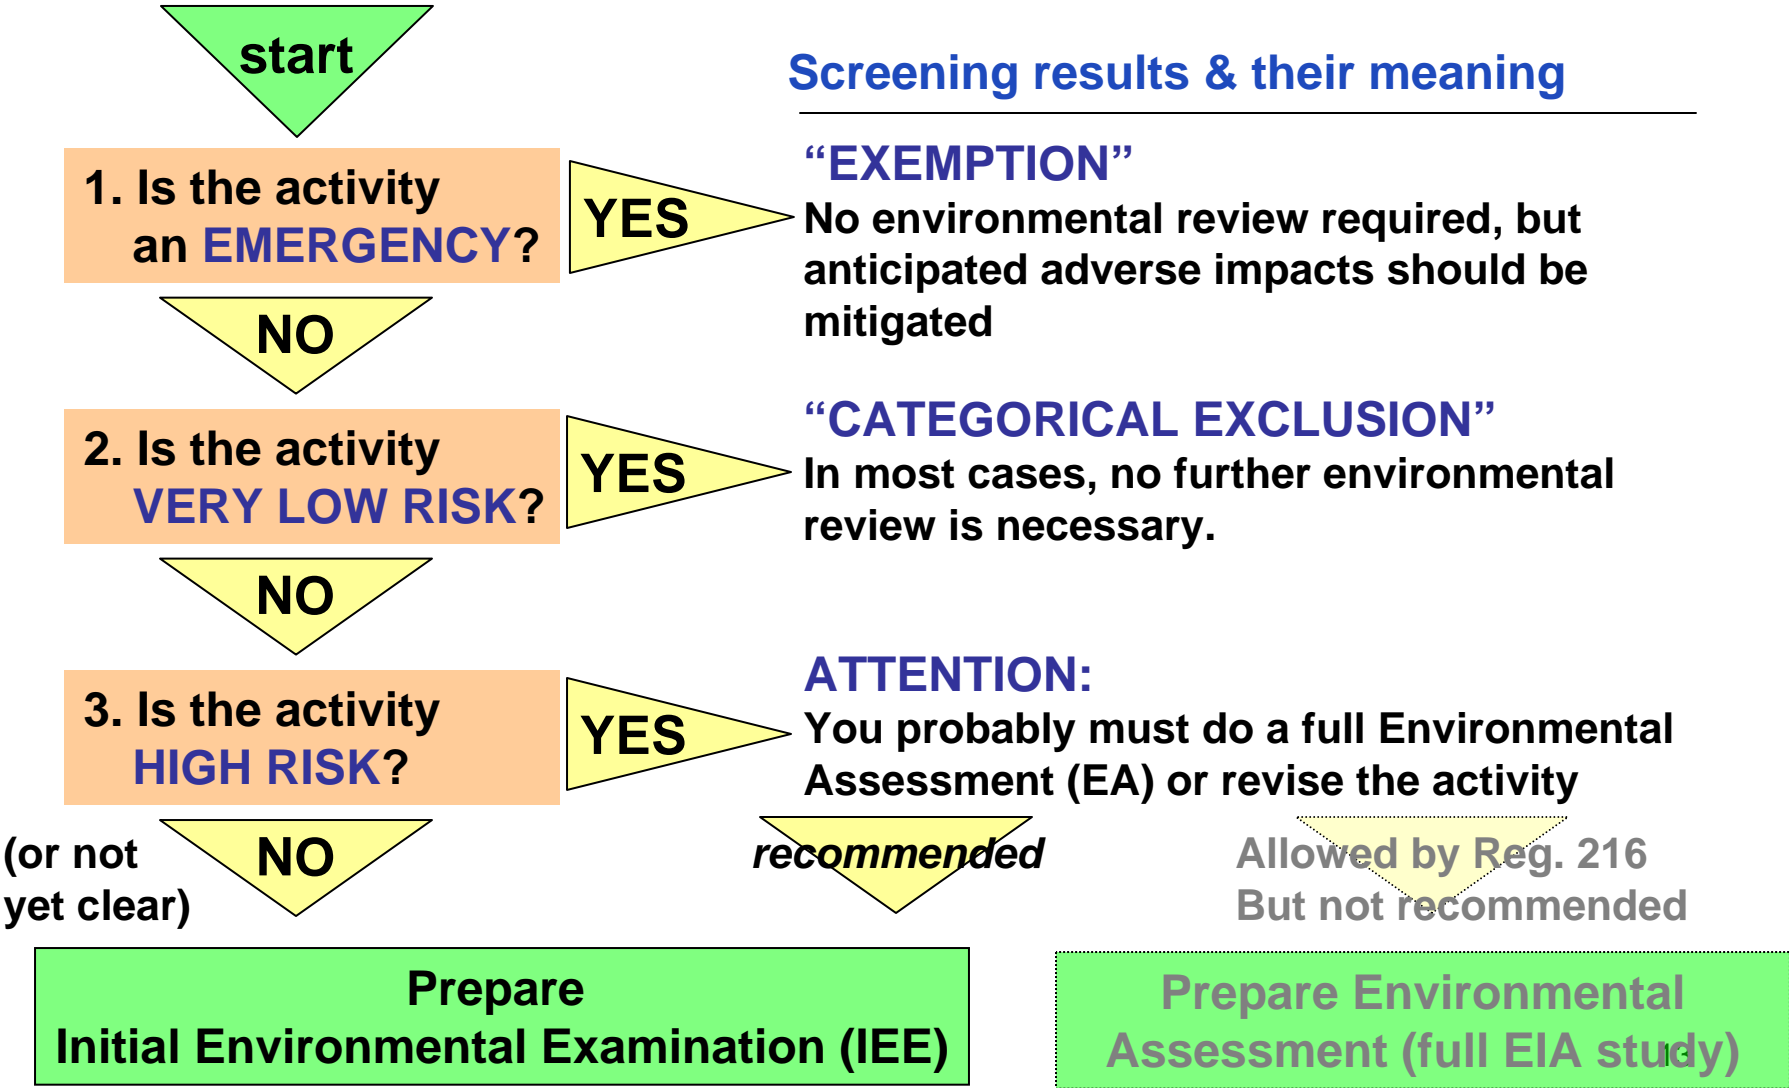 start
Screening results & their meaning
1. Is the activity
an EMERGENCY?
YES
“EXEMPTION”
No environmental review required, but
anticipated adverse impacts should be
mitigated
NO
2. Is the activity
VERY LOW RISK?
YES
“CATEGORICAL EXCLUSION”
In most cases, no further environmental
review is necessary.
NO
3. Is the activity
HIGH RISK?
YES
ATTENTION:
You probably must do a full Environmental
Assessment (EA) or revise the activity
(or not
yet clear)
NO
recommended
Allowed by Reg. 216
But not recommended
Prepare
Initial Environmental Examination (IEE)
Prepare Environmental
Assessment (full EIA study)
13